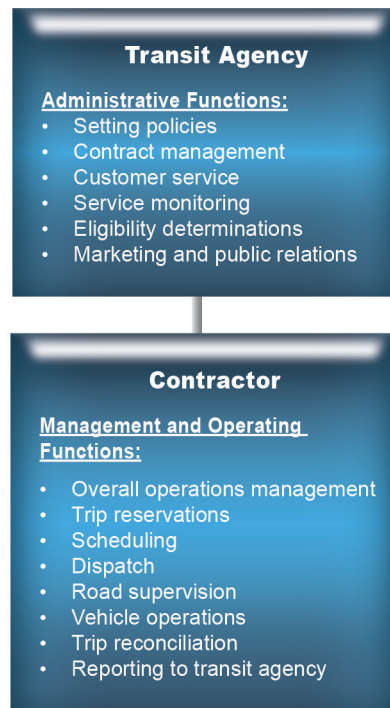 Transit Agency
Administrative Functions:
• Setting policies
• Contract management
• Customer service
• Service monitoring
• Eligibility determinations
• Marketing and public relations
Contractor
Management and Operating
Functions:
• Overall operations management
• Trip reservations
• Scheduling
• Dispatch
• Road supervision
• Vehicle operations
• Trip reconciliation
• Reporting to transit agency